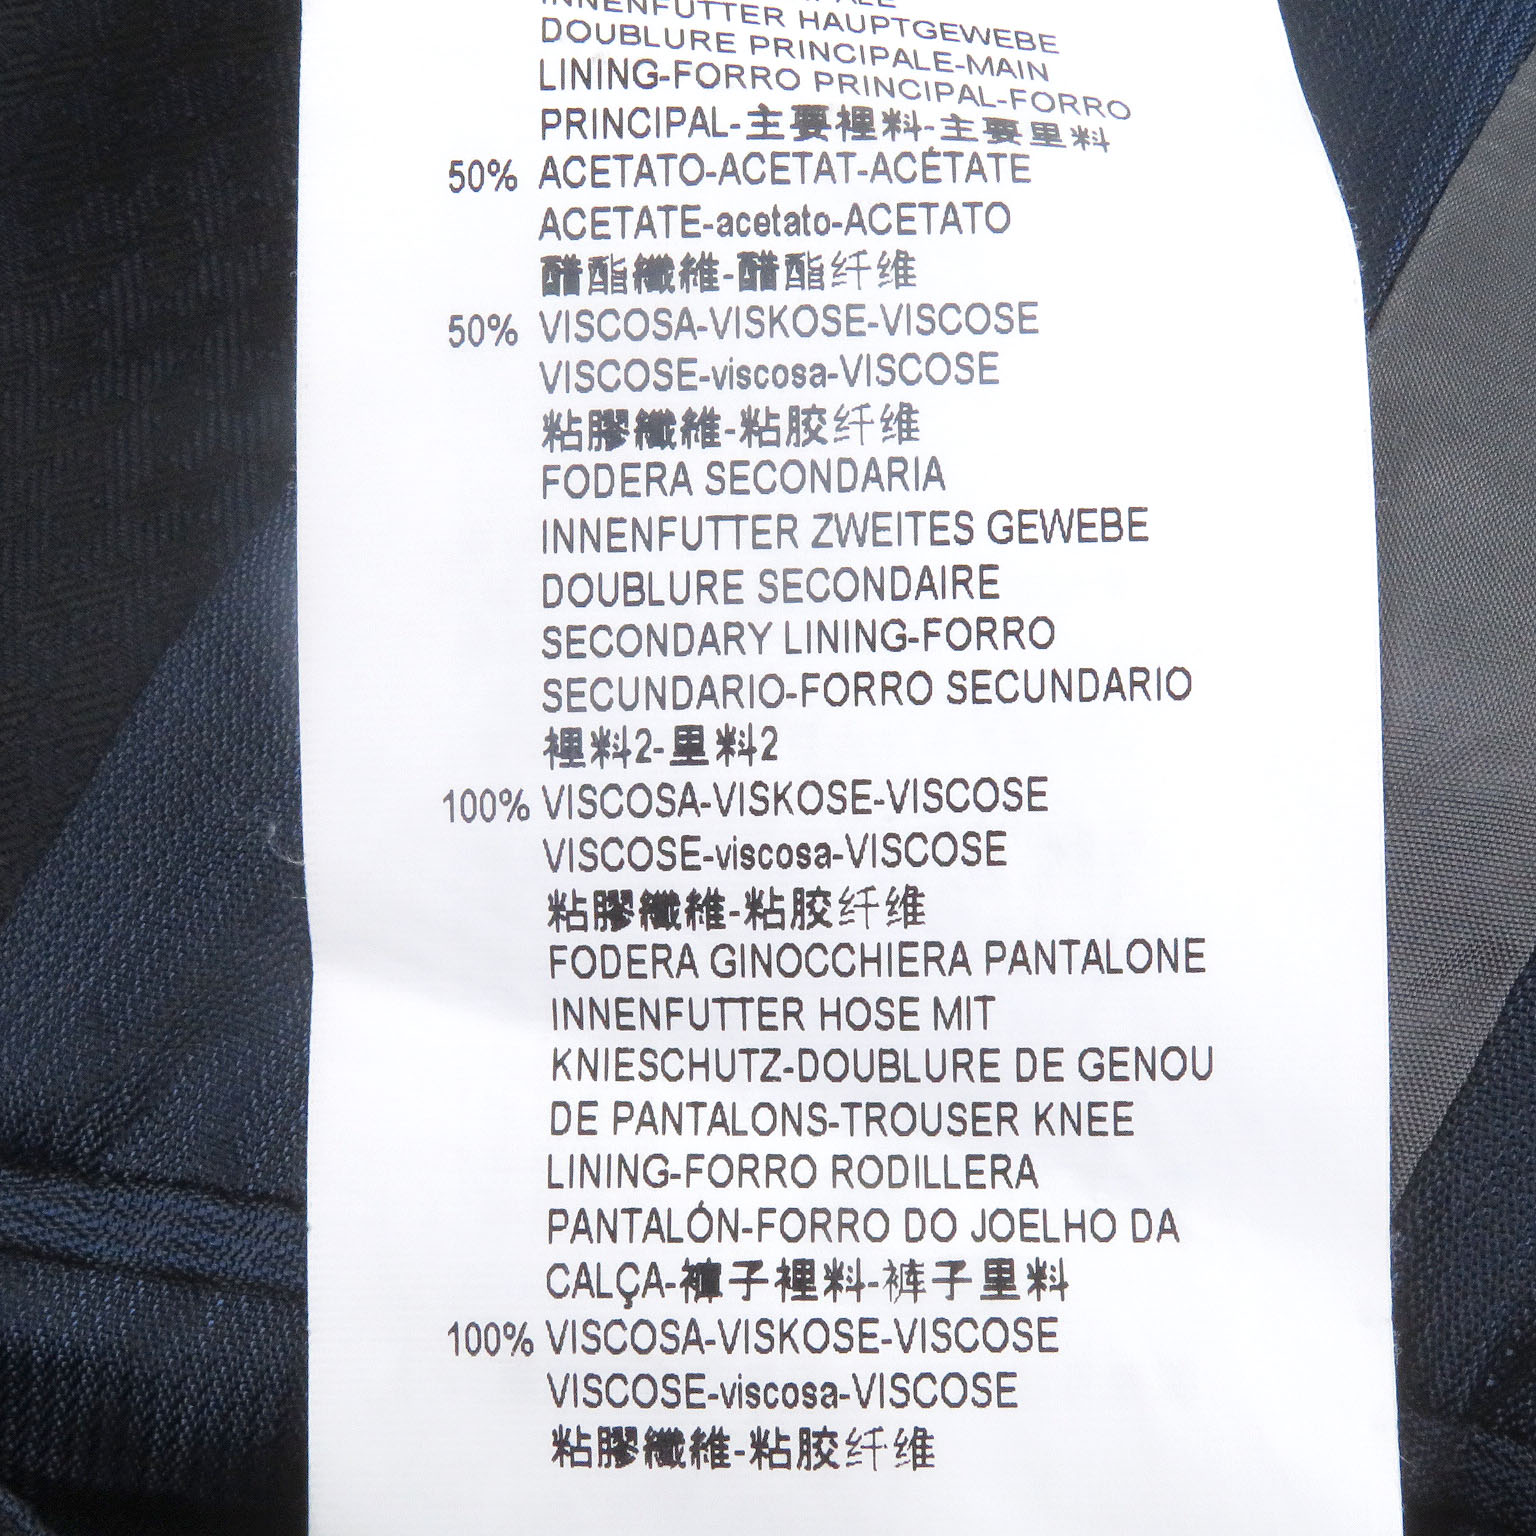 INNENFUTTER HAUPTGEWEBE
DOUBLURE PRINCIPALE-MAIN
LINING-FORRO PRINCIPAL-FORRO
PRINCIPAL-主要裡料-主要里料
50% ACETATO-ACETAT-ACÉTATE
ACETATE-acetato-ACETATO
醋酯纖維-醋酯纤维
50% VISCOSA-VISKOSE-VISCOSE
VISCOSE-viscosa-VISCOSE
粘膠纖維-粘胶纤维
FODERA SECONDARIA
INNENFUTTER ZWEITES GEWEBE
DOUBLURE SECONDAIRE
SECONDARY LINING-FORRO
SECUNDARIO-FORRO SECUNDARIO
裡料2-里料2
100% VISCOSA-VISKOSE-VISCOSE
VISCOSE-viscosa-VISCOSE
粘膠纖維-粘胶纤维
FODERA GINOCCHIERA PANTALONE
INNENFUTTER HOSE MIT
KNIESCHUTZ-DOUBLURE DE GENOU
DE PANTALONS-TROUSER KNEE
LINING-FORRO RODILLERA
PANTALÓN-FORRO DO JOELHO DA
CALÇA-褲子裡料-裤子里料
100% VISCOSA-VISKOSE-VISCOSE
VISCOSE-viscosa-VISCOSE
粘膠纖維-粘胶纤维